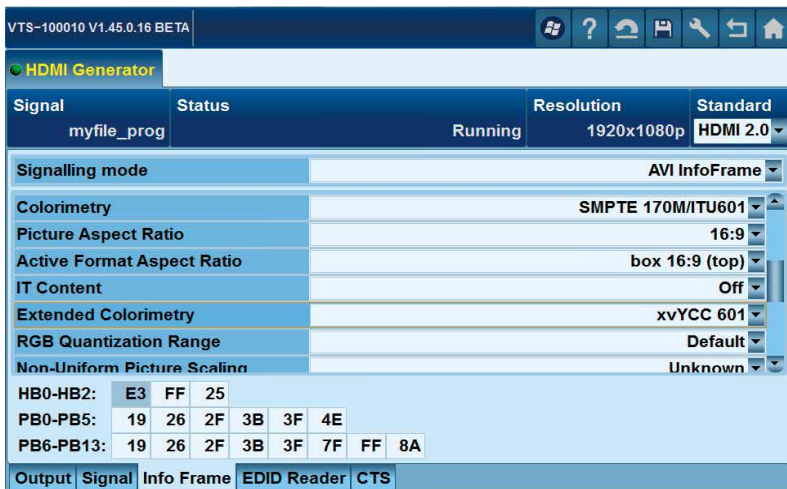 VTS-100010 V1.45.0.16 BETA ?
HDMI Generator
Signal Status Resolution Standard
myfile_prog Running 1920x1080p HDMI 2.0
Signalling mode AVI InfoFrame
Colorimetry SMPTE 170M/ITU601
Picture Aspect Ratio 16:9
Active Format Aspect Ratio box 16:9 (top)
IT Content Off
Extended Colorimetry xvYCC 601
RGB Quantization Range Default
Non-Uniform Picture Scaling Unknown
HB0-HB2: E3 FF 25
PB0-PB5: 19 26 2F 3B 3F 4E
PB6-PB13: 19 26 2F 3B 3F 7F FF 8A
Output Signal Info Frame EDID Reader CTS